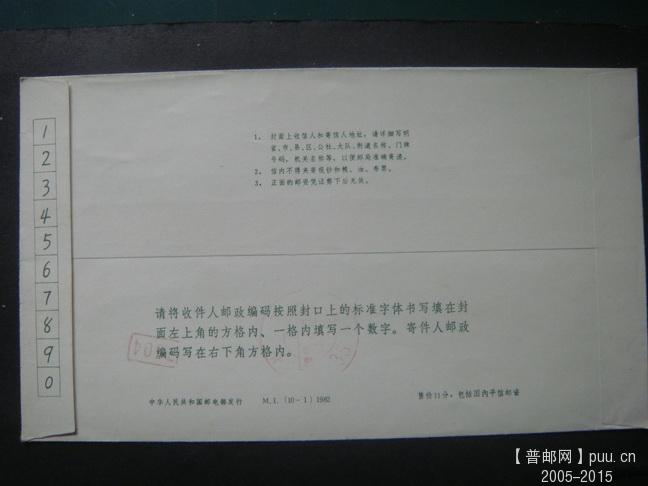 1
2
3
4
5
6
7
8
9
0
1、 封面上收信人和寄信人地址，请详细写明
省、市、县、区、公社、大队、街道名称、门牌
号码，机关名称等，以便邮局准确寄递。
2、 信内不得夹寄现钞和粮、油、布票。
3、 正面的邮资凭证剪下后无效。
请将收件人邮政编码按照封口上的标准字体书写填在封
面左上角的方格内、一格内填写一个数字。寄件人邮政
编码写在右下角方格内。
中华人民共和国邮电部发行 M.1.（10－1）1982 售价11分，包括国内平信邮资
【普邮网】puu.cn
2005-2015